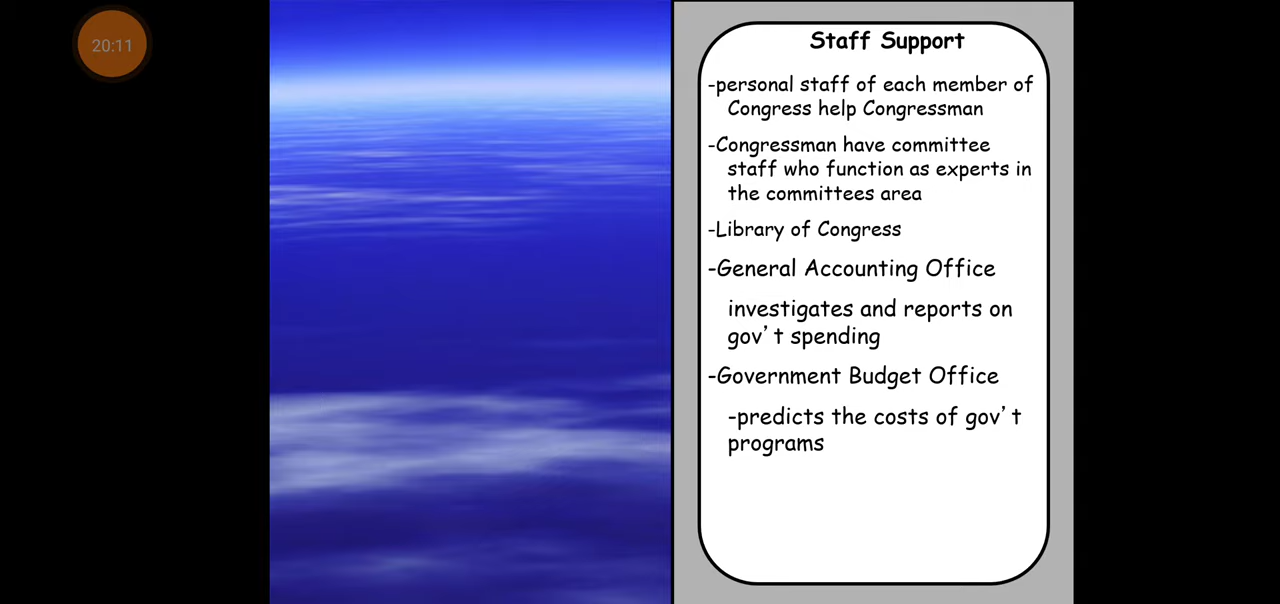 20:11
Staff Support
-personal staff of each member of
Congress help Congressman
-Congressman have committee
staff who function as experts in
the committees area
-Library of Congress
-General Accounting Office
investigates and reports on
gov't spending
-Government Budget Office
-predicts the costs of gov't
programs